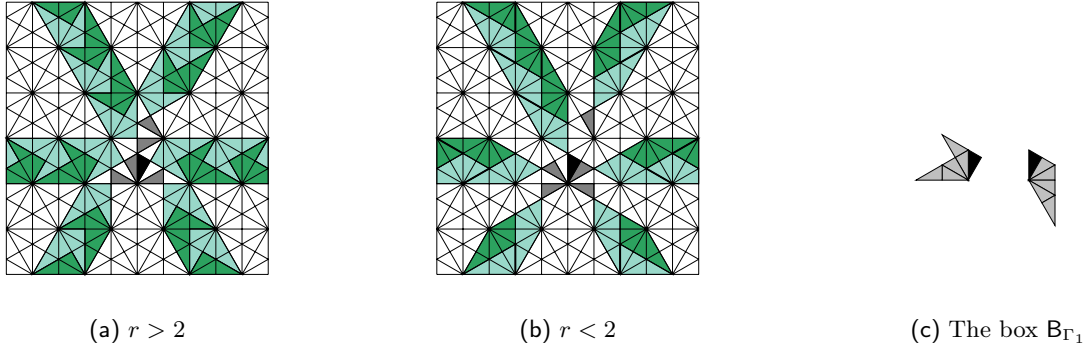 (a) r > 2
(b) r < 2
(c) The box B_{Γ_1}